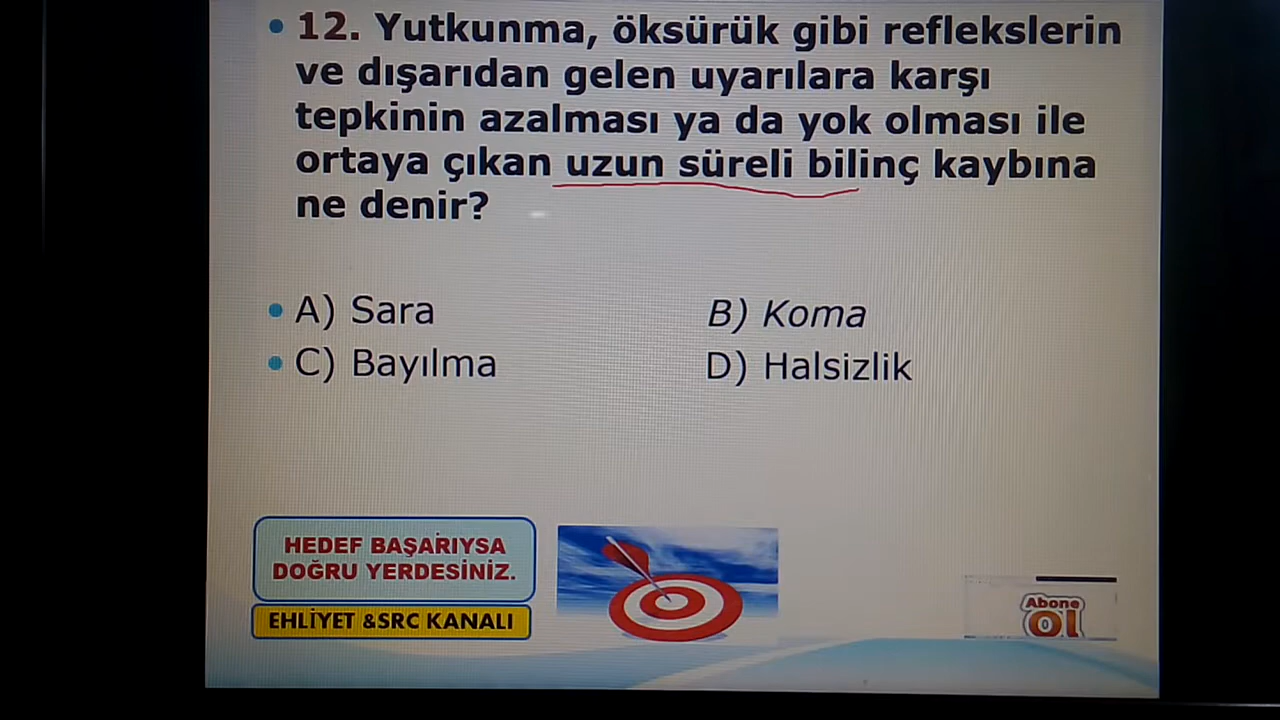 • 12. Yutkunma, öksürük gibi reflekslerin
ve dışarıdan gelen uyarılara karşı
tepkinin azalması ya da yok olması ile
ortaya çıkan uzun süreli bilinç kaybına
ne denir?
• A) Sara B) Koma
• C) Bayılma D) Halsizlik
HEDEF BAŞARIYSA
DOĞRU YERDESİNİZ.
EHLİYET &SRC KANALI
Abone
Ol